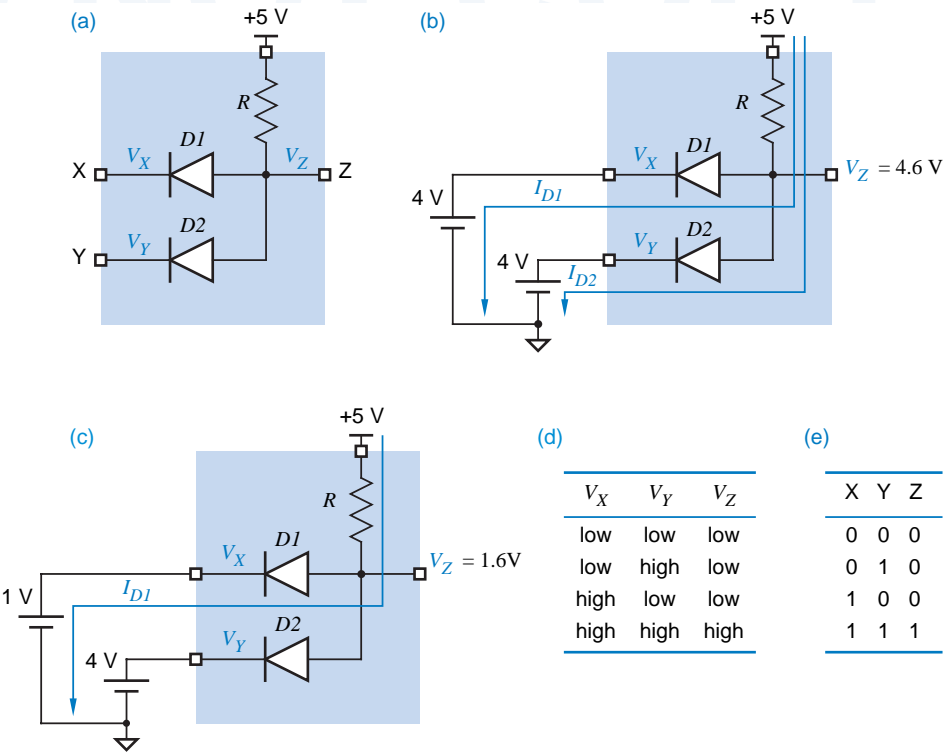 (a)
+5 V
R
D1
X
V_X
V_Z
Z
D2
Y
V_Y
(b)
+5 V
R
D1
V_X
V_Z = 4.6 V
4 V
I_D1
D2
V_Y
4 V
I_D2
(c)
+5 V
R
D1
V_X
V_Z = 1.6V
1 V
I_D1
D2
V_Y
4 V
(d)
V_X V_Y V_Z
low low low
low high low
high low low
high high high
(e)
X Y Z
0 0 0
0 1 0
1 0 0
1 1 1